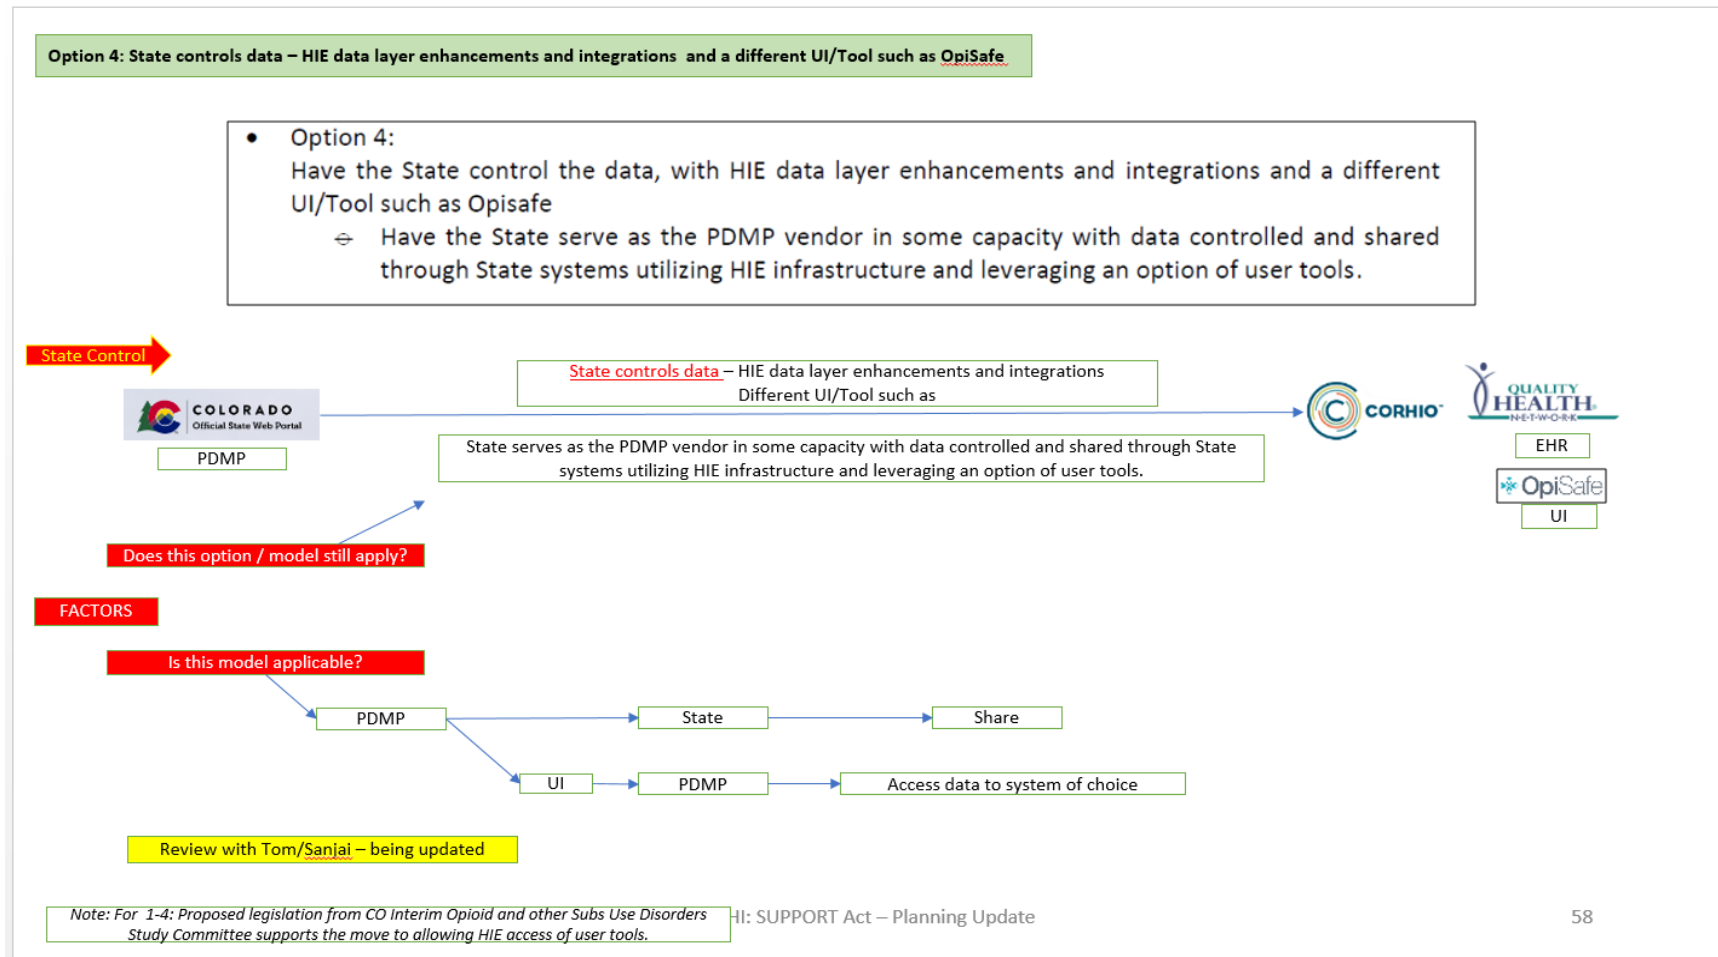 Option 4: State controls data – HIE data layer enhancements and integrations and a different UI/Tool such as OpiSafe
• Option 4:
Have the State control the data, with HIE data layer enhancements and integrations and a different
UI/Tool such as Opisafe
o Have the State serve as the PDMP vendor in some capacity with data controlled and shared
through State systems utilizing HIE infrastructure and leveraging an option of user tools.
State Control
State controls data – HIE data layer enhancements and integrations
Different UI/Tool such as
COLORADO
Official State Web Portal
PDMP
CORHIO
QUALITY
HEALTH
N·E·T·W·O·R·K
EHR
OpiSafe
UI
State serves as the PDMP vendor in some capacity with data controlled and shared through State
systems utilizing HIE infrastructure and leveraging an option of user tools.
Does this option / model still apply?
FACTORS
Is this model applicable?
PDMP
State
Share
UI
PDMP
Access data to system of choice
Review with Tom/Sanjai – being updated
Note: For 1-4: Proposed legislation from CO Interim Opioid and other Subs Use Disorders
Study Committee supports the move to allowing HIE access of user tools.
HI: SUPPORT Act – Planning Update
58